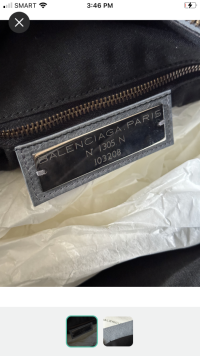 SMART
3:46 PM
BALENCIAGA·PARIS
N° 1305 N
103208